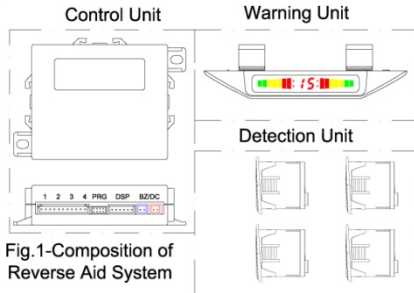 Control Unit
Warning Unit
15:
Detection Unit
1 2 3 4 PRG DSP BZ/DC
Fig.1-Composition of
Reverse Aid System